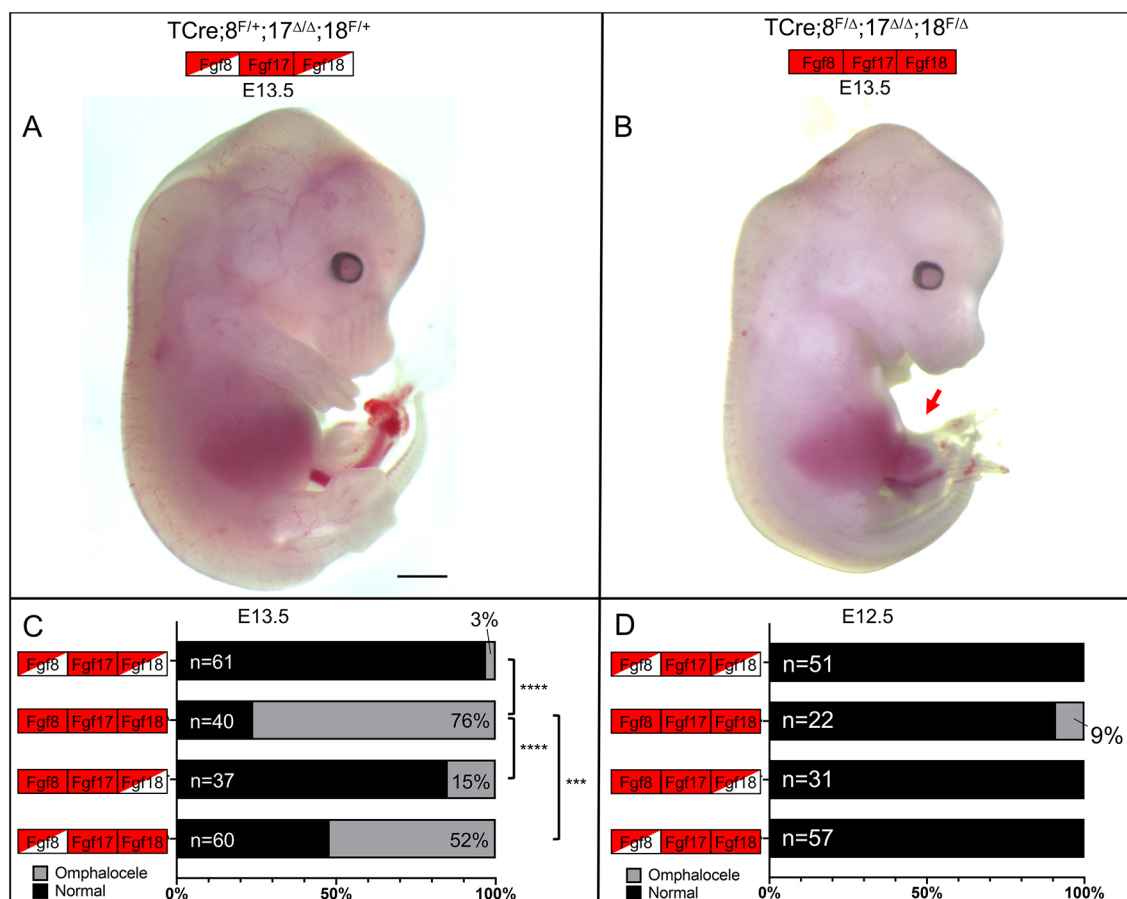 TCre;8F/+;17Δ/Δ;18F/+
Fgf8 Fgf17 Fgf18
E13.5
A
TCre;8F/Δ;17Δ/Δ;18F/Δ
Fgf8 Fgf17 Fgf18
E13.5
B
C
E13.5
3%
Fgf8 Fgf17 Fgf18
n=61
****
Fgf8 Fgf17 Fgf18
n=40
76%
****
***
Fgf8 Fgf17 Fgf18
n=37
15%
Fgf8 Fgf17 Fgf18
n=60
52%
Omphalocele
Normal
0% 50% 100%
D
E12.5
Fgf8 Fgf17 Fgf18
n=51
Fgf8 Fgf17 Fgf18
n=22
9%
Fgf8 Fgf17 Fgf18
n=31
Fgf8 Fgf17 Fgf18
n=57
Omphalocele
Normal
0% 50% 100%